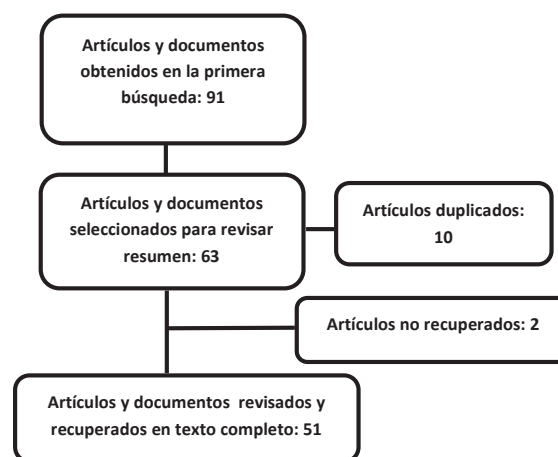 Artículos y documentos
obtenidos en la primera
búsqueda: 91
Artículos y documentos
seleccionados para revisar
resumen: 63
Artículos duplicados:
10
Artículos no recuperados: 2
Artículos y documentos revisados y
recuperados en texto completo: 51